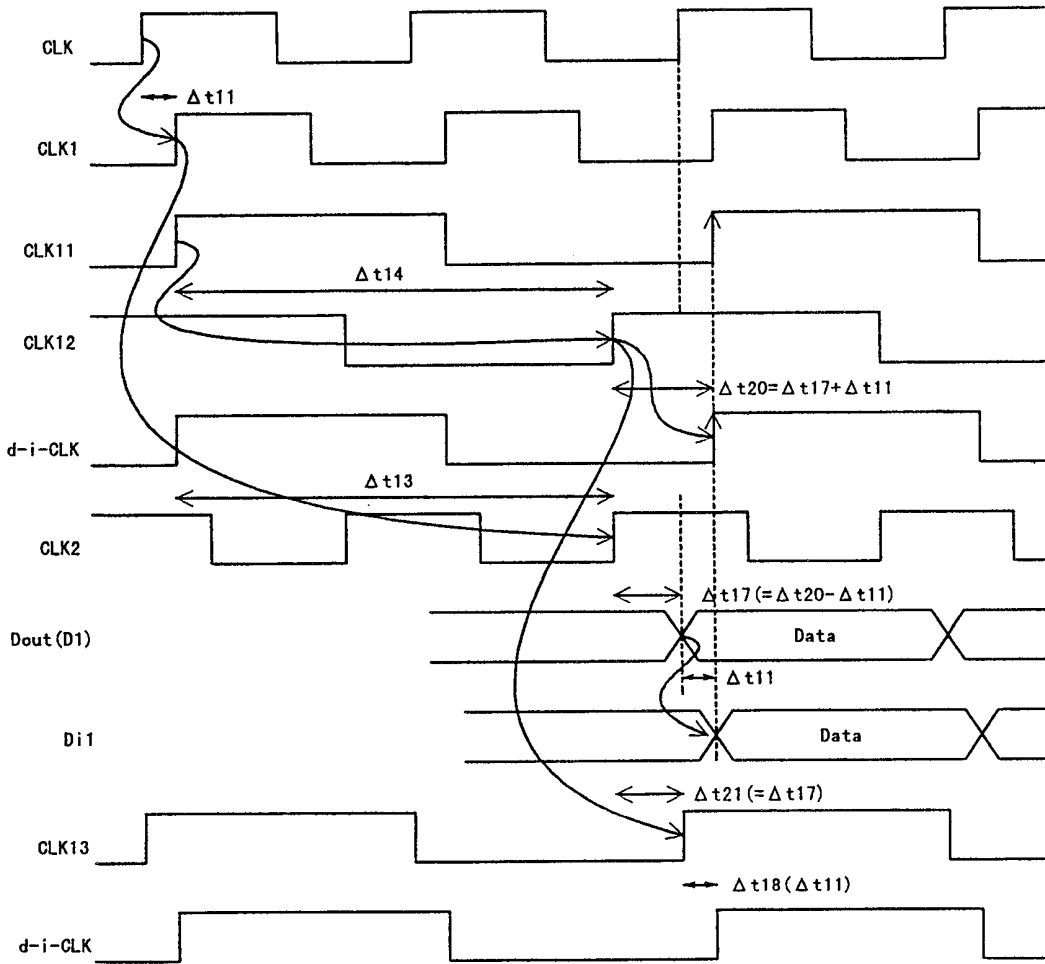 CLK
Δt11
CLK1
CLK11
Δt14
CLK12
Δt20=Δt17+Δt11
d-i-CLK
Δt13
CLK2
Δt17(=Δt20-Δt11)
Dout(D1)
Data
Δt11
Di1
Data
Δt21(=Δt17)
CLK13
Δt18(Δt11)
d-i-CLK